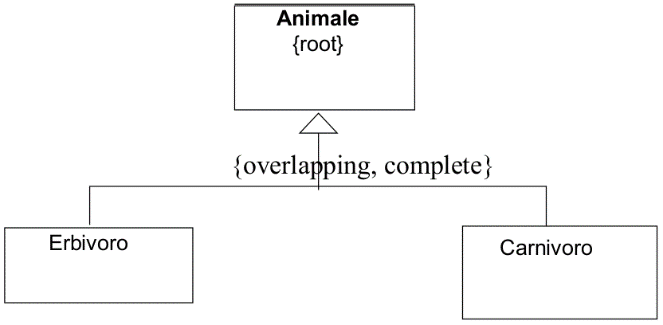 Animale
{root}
{overlapping, complete}
Erbivoro
Carnivoro